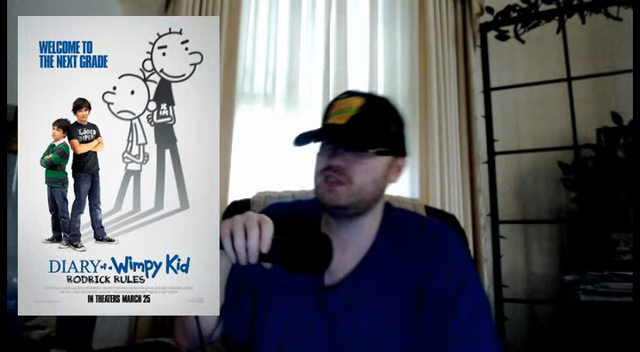 WELCOME TO
THE NEXT GRADE
DIARY of a Wimpy Kid
RODRICK RULES
IN THEATERS MARCH 25